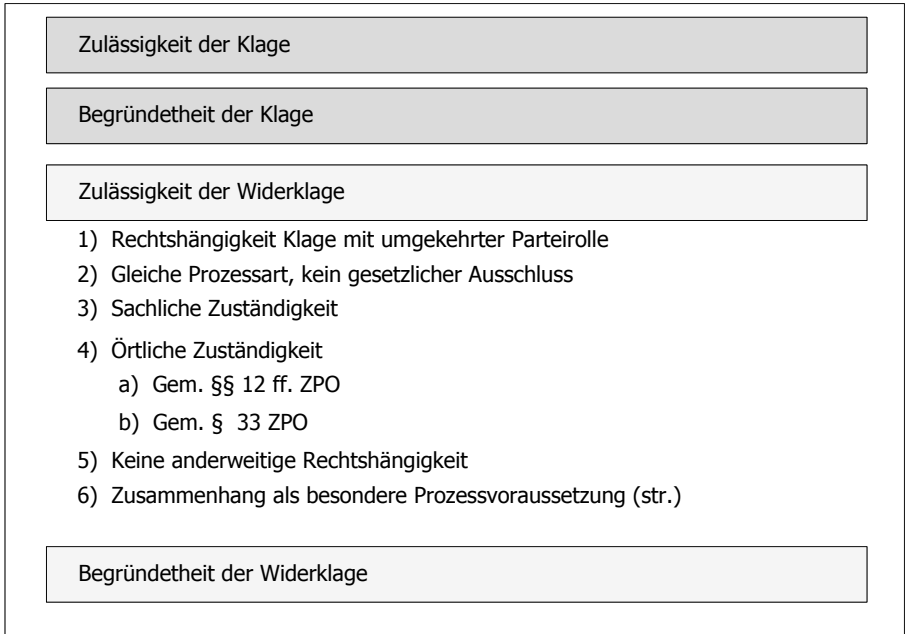 Zulässigkeit der Klage
Begründetheit der Klage
Zulässigkeit der Widerklage
1) Rechtshängigkeit Klage mit umgekehrter Parteirolle
2) Gleiche Prozessart, kein gesetzlicher Ausschluss
3) Sachliche Zuständigkeit
4) Örtliche Zuständigkeit
a) Gem. §§ 12 ff. ZPO
b) Gem. § 33 ZPO
5) Keine anderweitige Rechtshängigkeit
6) Zusammenhang als besondere Prozessvoraussetzung (str.)
Begründetheit der Widerklage